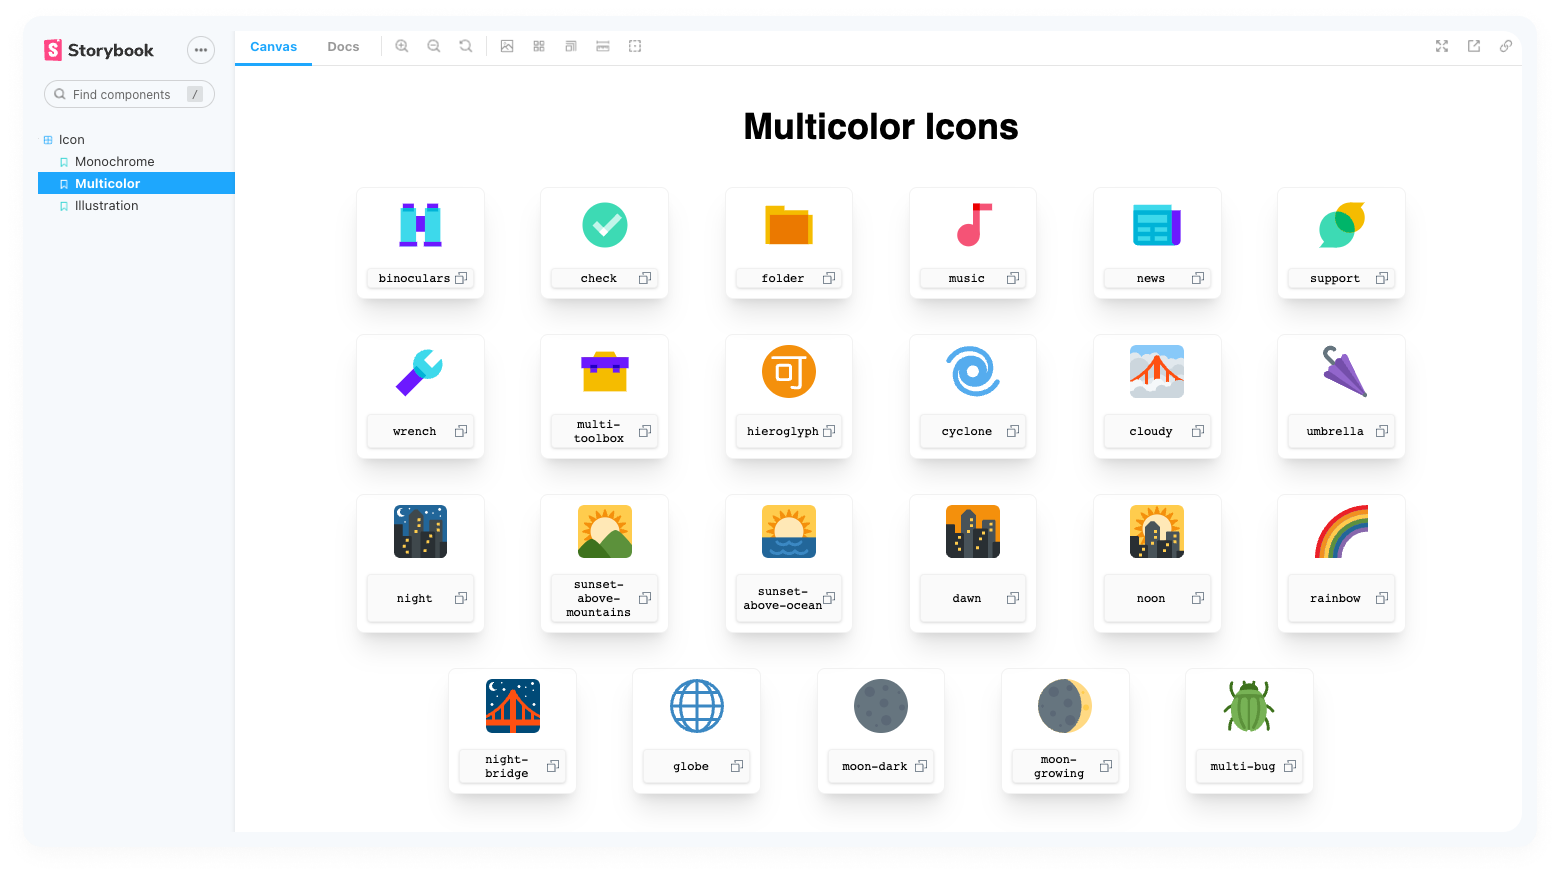 Storybook
Canvas
Docs
Find components
/
Icon
Monochrome
Multicolor
Illustration
Multicolor Icons
binoculars
check
folder
music
news
support
可
wrench
multi-
toolbox
hieroglyph
cyclone
cloudy
umbrella
night
sunset-
above-
mountains
sunset-
above-ocean
dawn
noon
rainbow
night-
bridge
globe
moon-dark
moon-
growing
multi-bug